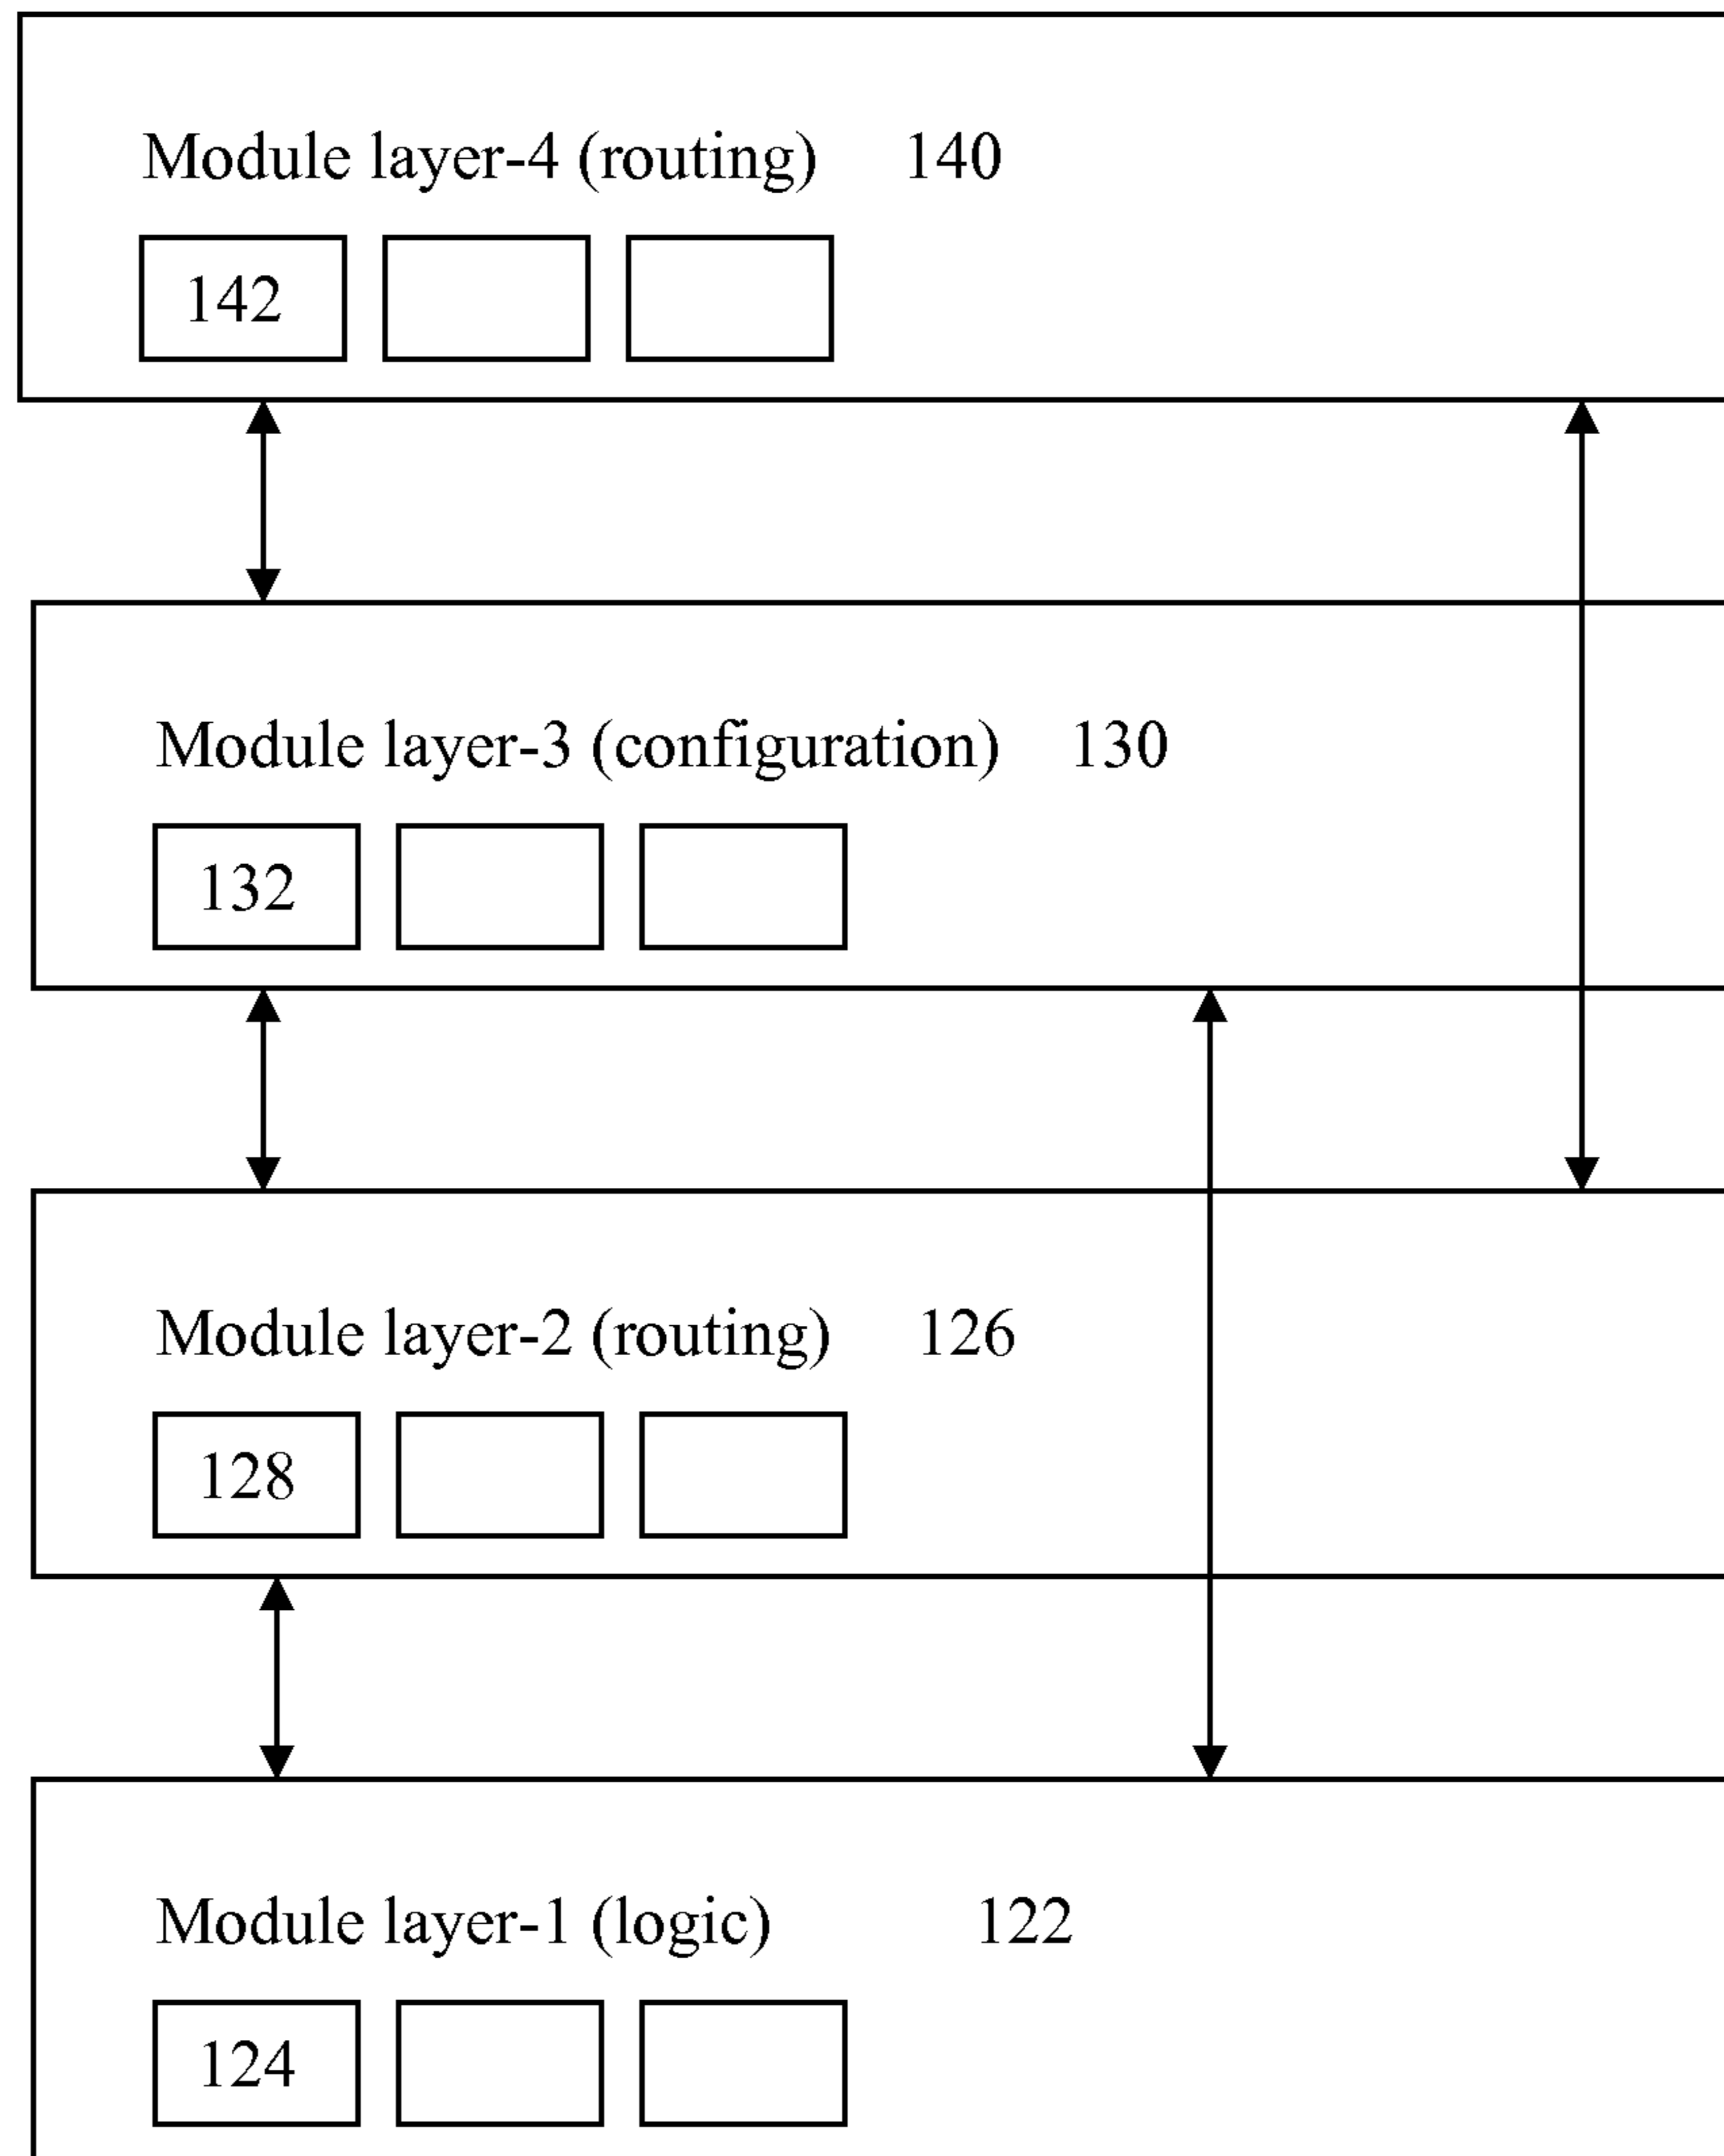 Module layer-4 (routing) 140
142
Module layer-3 (configuration) 130
132
Module layer-2 (routing) 126
128
Module layer-1 (logic) 122
124